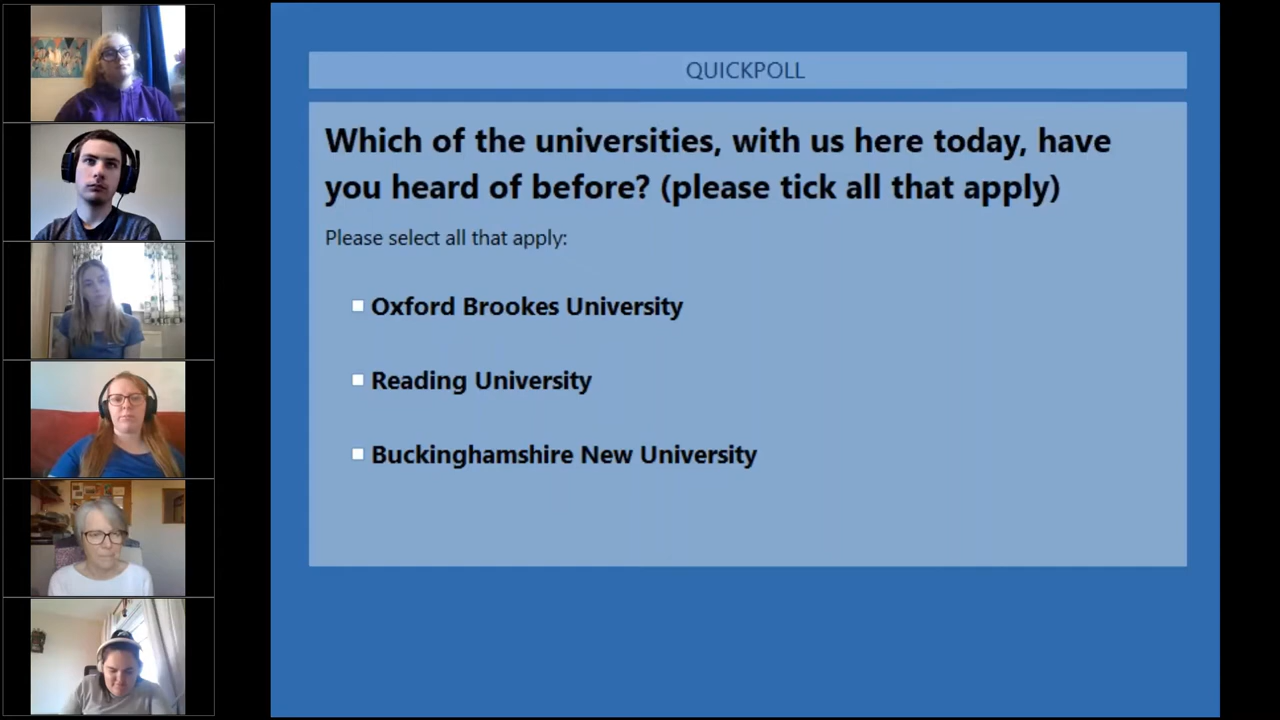 QUICKPOLL
Which of the universities, with us here today, have
you heard of before? (please tick all that apply)
Please select all that apply:
Oxford Brookes University
Reading University
Buckinghamshire New University